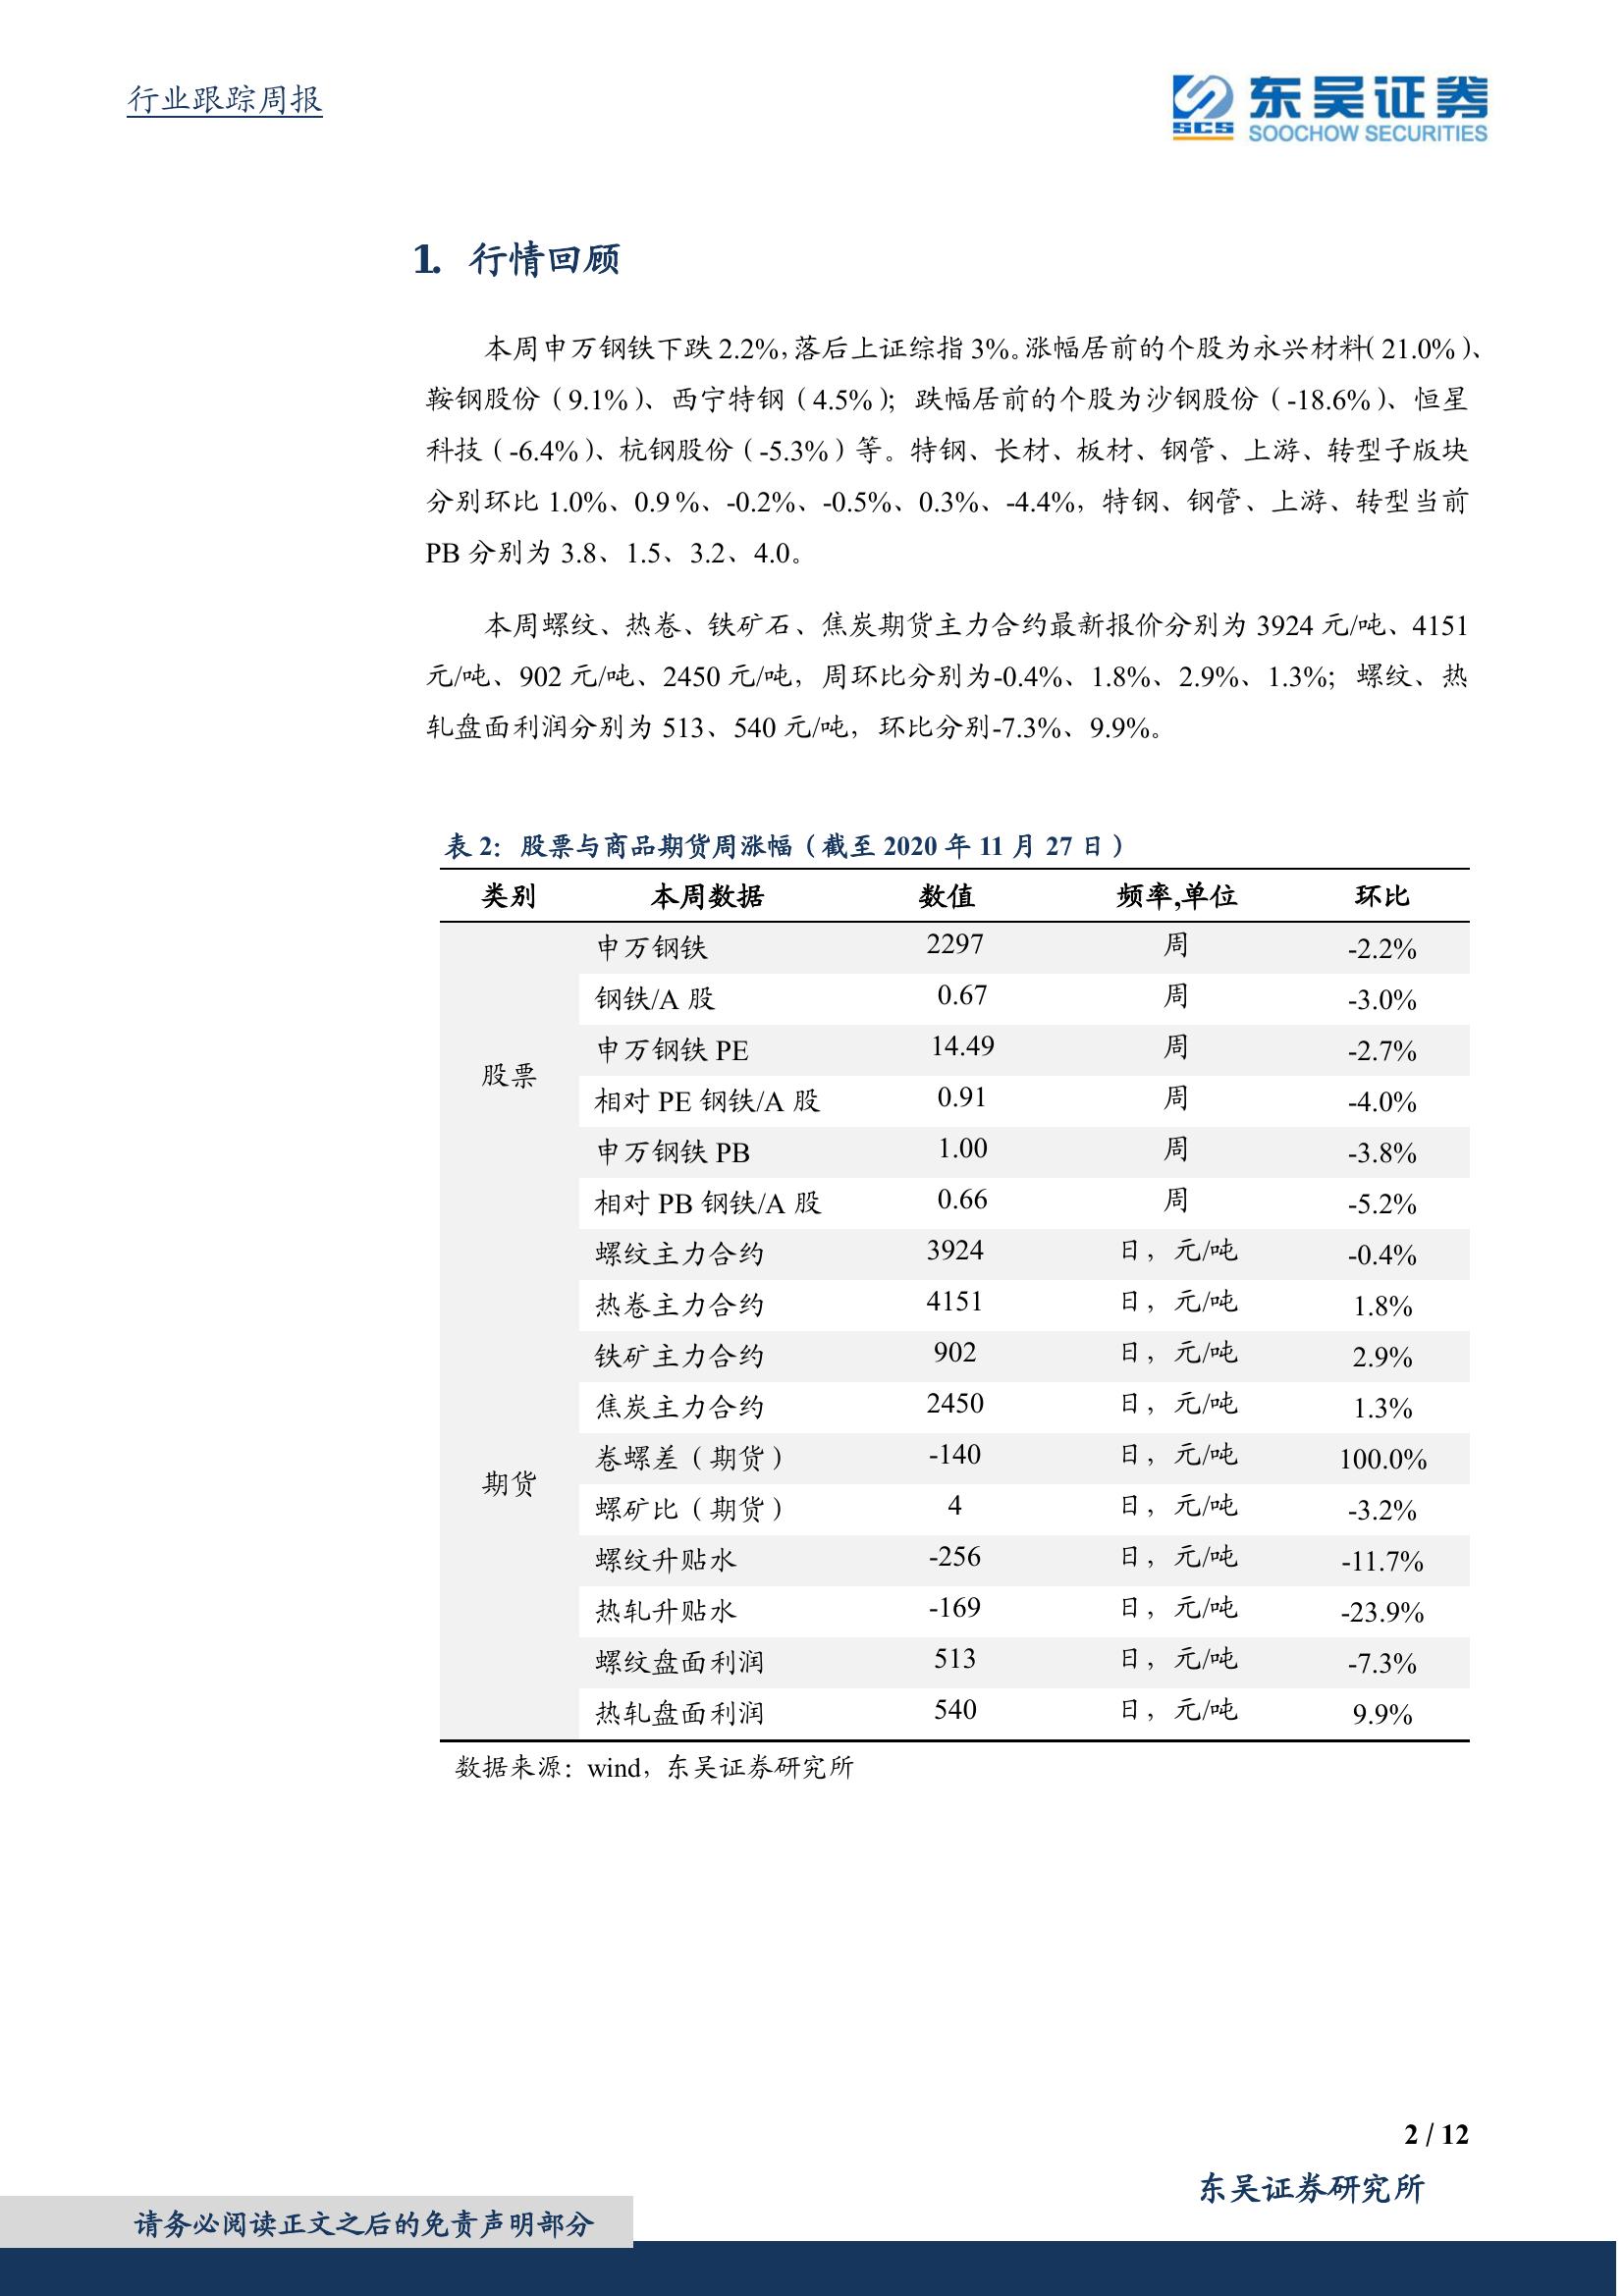 行业跟踪周报
东吴证券
SCS
SOOCHOW SECURITIES
1. 行情回顾
本周申万钢铁下跌 2.2%，落后上证综指 3%。涨幅居前的个股为永兴材料（21.0%）、
鞍钢股份（9.1%）、西宁特钢（4.5%）；跌幅居前的个股为沙钢股份（-18.6%）、恒星
科技（-6.4%）、杭钢股份（-5.3%）等。特钢、长材、板材、钢管、上游、转型子版块
分别环比 1.0%、0.9 %、-0.2%、-0.5%、0.3%、-4.4%，特钢、钢管、上游、转型当前
PB 分别为 3.8、1.5、3.2、4.0。
本周螺纹、热卷、铁矿石、焦炭期货主力合约最新报价分别为 3924 元/吨、4151
元/吨、902 元/吨、2450 元/吨，周环比分别为-0.4%、1.8%、2.9%、1.3%；螺纹、热
轧盘面利润分别为 513、540 元/吨，环比分别-7.3%、9.9%。
表 2：股票与商品期货周涨幅（截至 2020 年 11 月 27 日）
类别 本周数据 数值 频率,单位 环比
股票
申万钢铁 2297 周 -2.2%
钢铁/A 股 0.67 周 -3.0%
申万钢铁 PE 14.49 周 -2.7%
相对 PE 钢铁/A 股 0.91 周 -4.0%
申万钢铁 PB 1.00 周 -3.8%
相对 PB 钢铁/A 股 0.66 周 -5.2%
期货
螺纹主力合约 3924 日，元/吨 -0.4%
热卷主力合约 4151 日，元/吨 1.8%
铁矿主力合约 902 日，元/吨 2.9%
焦炭主力合约 2450 日，元/吨 1.3%
卷螺差（期货） -140 日，元/吨 100.0%
螺矿比（期货） 4 日，元/吨 -3.2%
螺纹升贴水 -256 日，元/吨 -11.7%
热轧升贴水 -169 日，元/吨 -23.9%
螺纹盘面利润 513 日，元/吨 -7.3%
热轧盘面利润 540 日，元/吨 9.9%
数据来源：wind，东吴证券研究所
2 / 12
东吴证券研究所
请务必阅读正文之后的免责声明部分